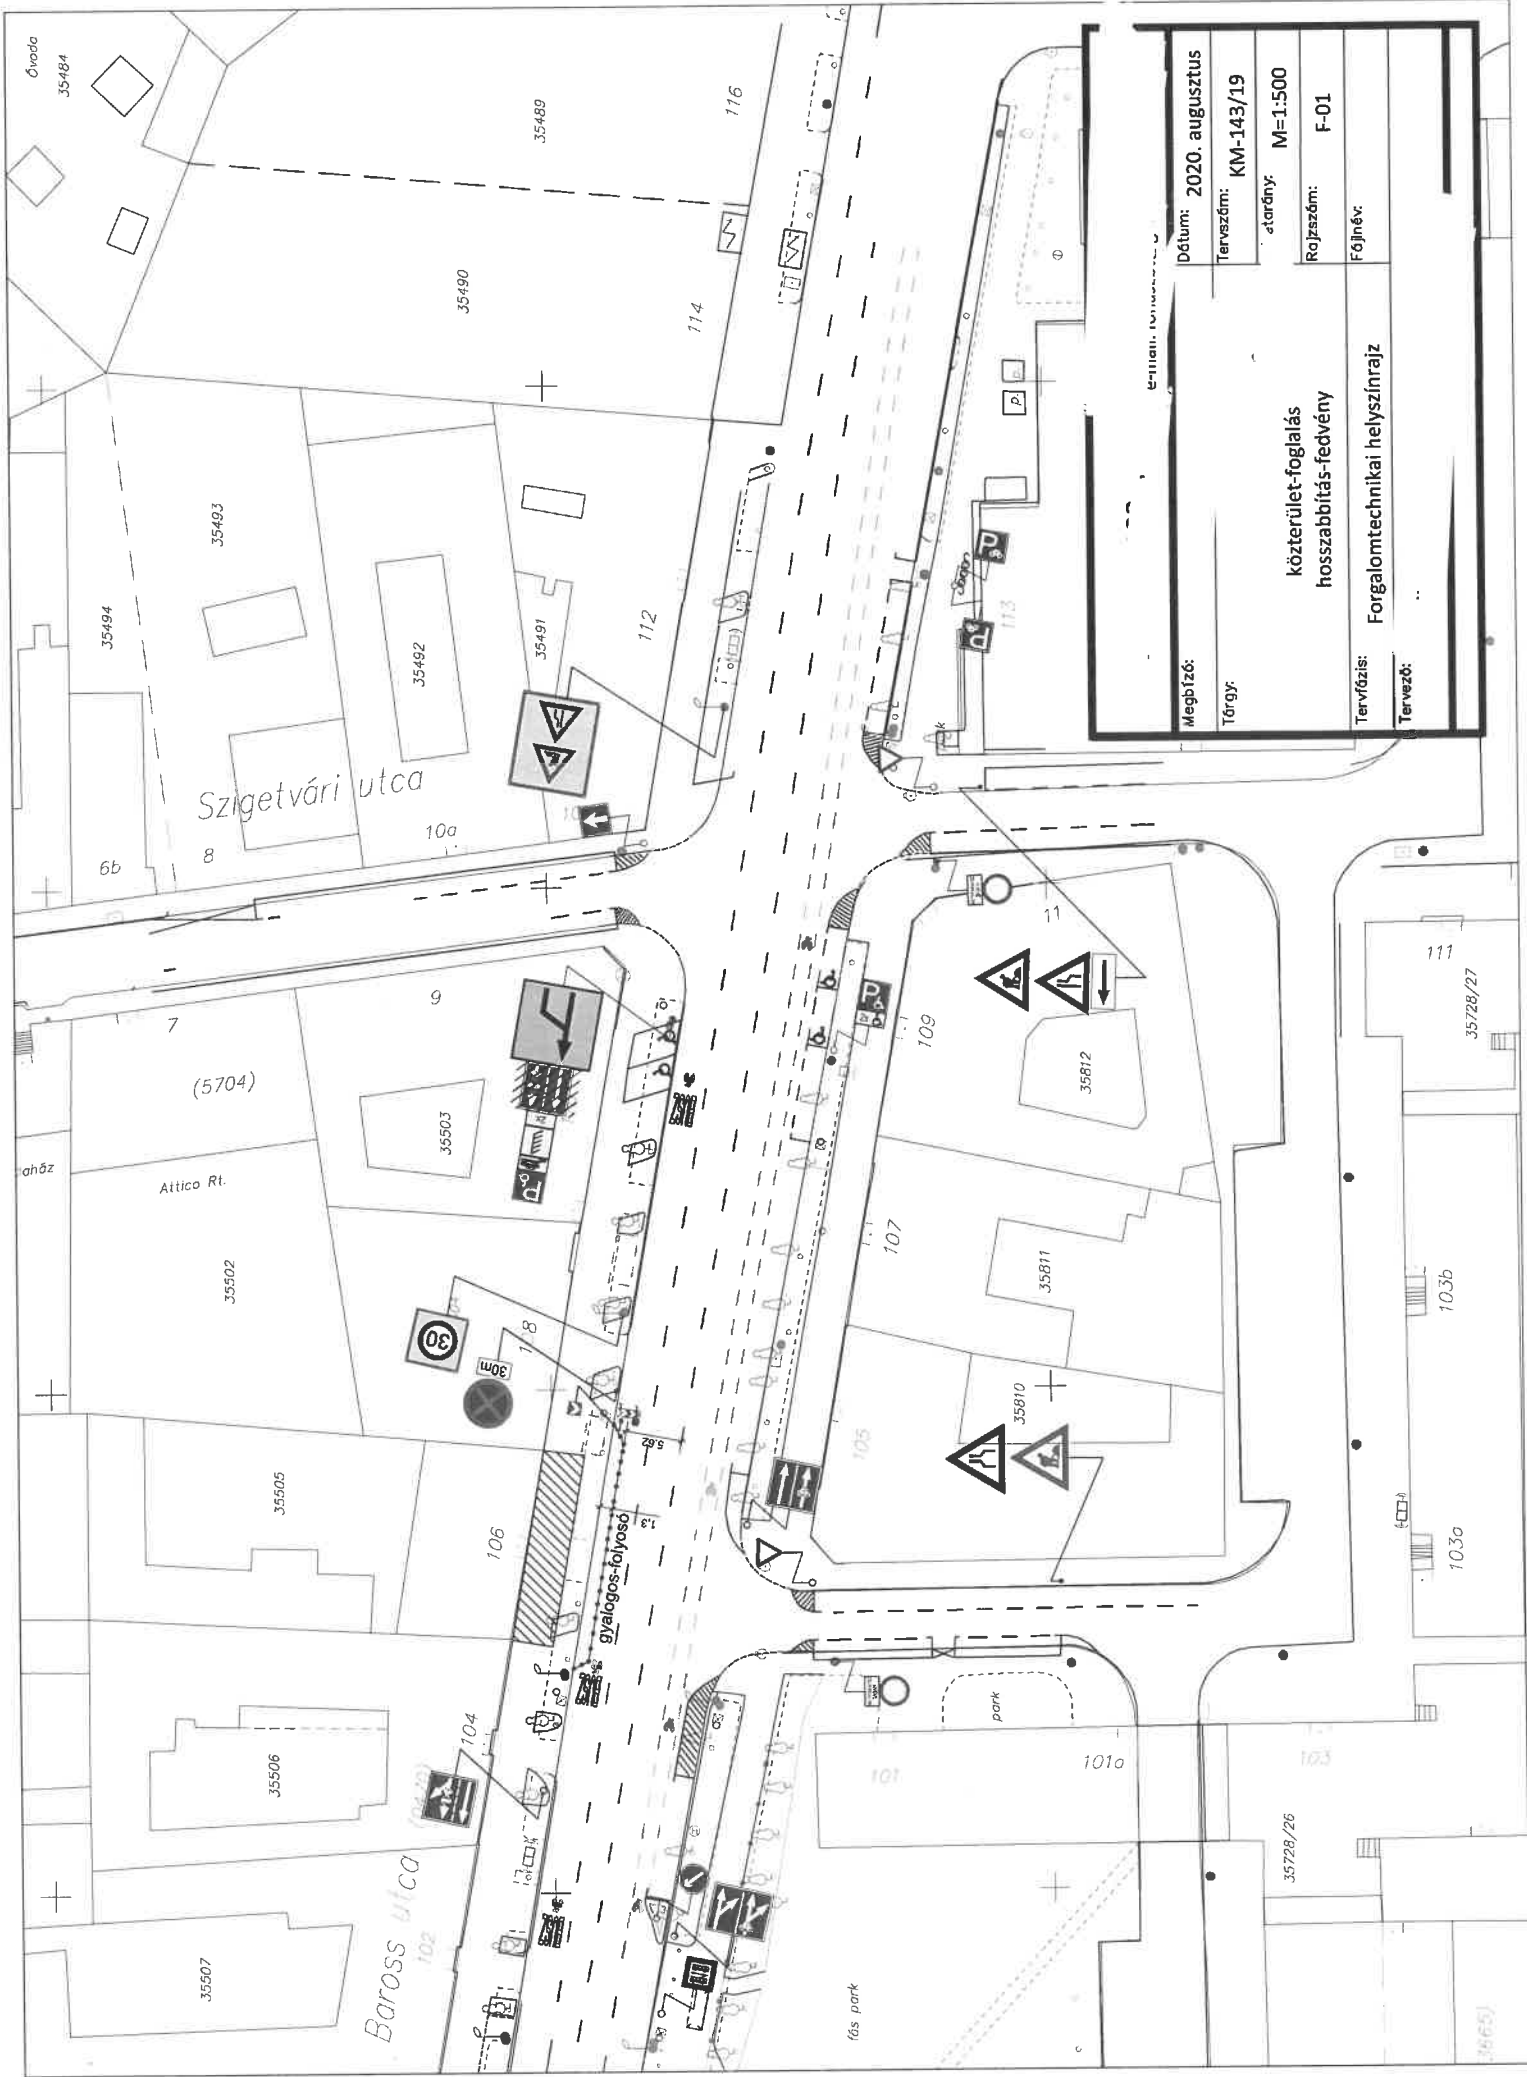 Óvoda
35484
35489
116
35490
114
35493
35494
35492
35491
112
Szigetvári utca
10a
8
6b
7
9
(5704)
35503
Attico Rt.
35502
30
30m
35505
106
gyalogos-folyosó
5.62
1.3
35506
104
Baross utca
102
35507
113
P
P
P
P
11
109
111
35728/27
35812
107
35811
103b
105
35810
103a
park
101
101a
103
35728/26
fás park
Dátum: 2020. augusztus
Tervszám: KM-143/19
M=1:500
Rajzszám: F-01
Fájlnév:
Megbízó:
Tárgy:
közterület-foglalás
hosszabbítás-fedvény
Tervfázis: Forgalomtechnikai helyszínrajz
Tervező: